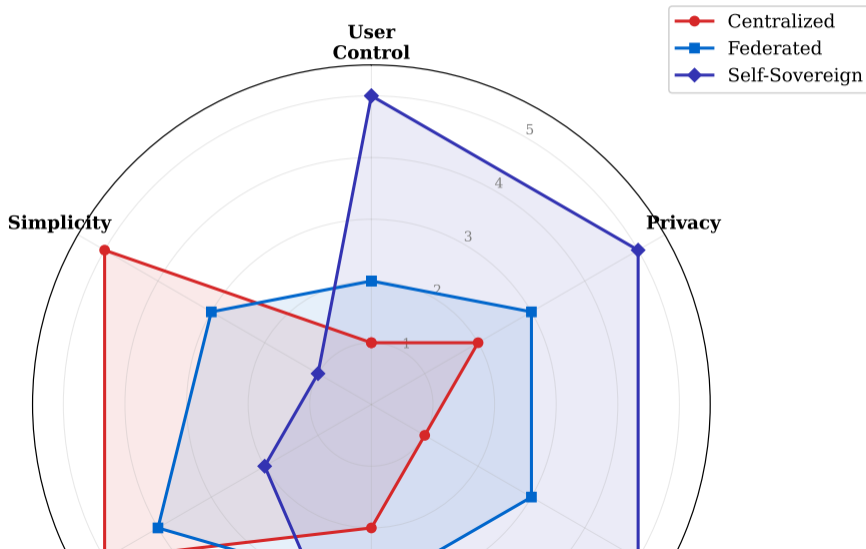 Centralized
Federated
Self-Sovereign
User
Control
Simplicity
Privacy
5
4
3
2
1